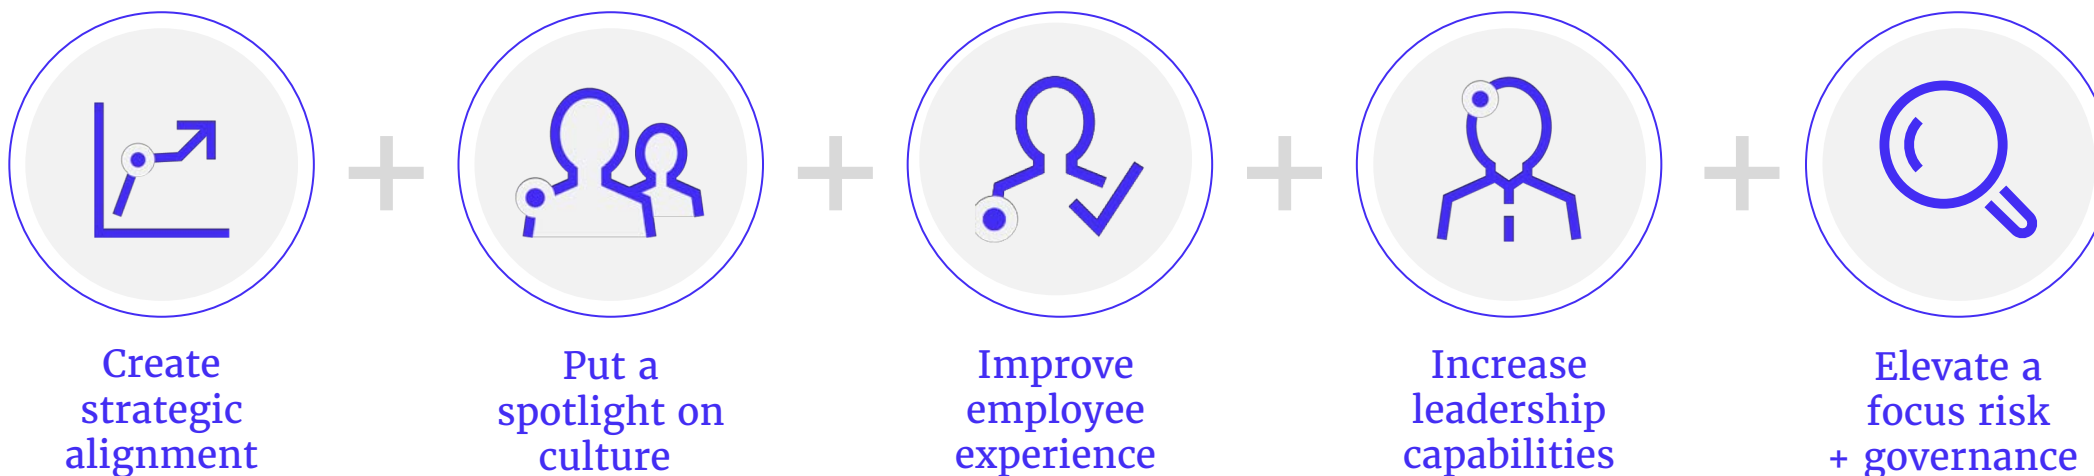 Create
strategic
alignment
Put a
spotlight on
culture
Improve
employee
experience
Increase
leadership
capabilities
Elevate a
focus risk
+ governance